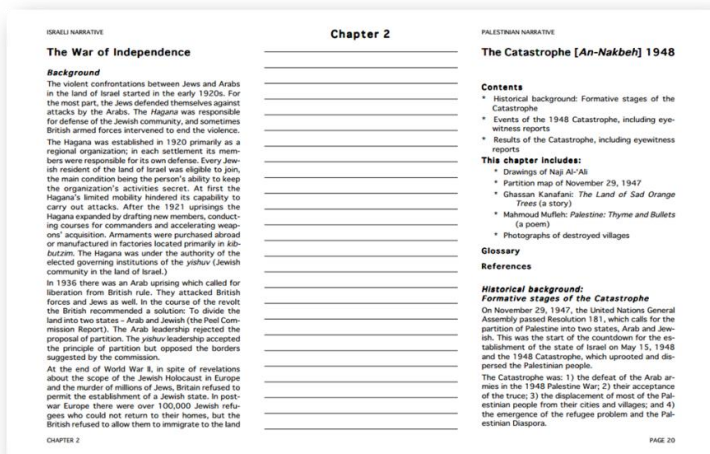 ISRAELI NARRATIVE
The War of Independence
Background
The violent confrontations between Jews and Arabs
in the land of Israel started in the early 1920s. For
the most part, the Jews defended themselves against
attacks by the Arabs. The Hagana was responsible
for defense of the Jewish community, and sometimes
British armed forces intervened to end the violence.
The Hagana was established in 1920 primarily as a
regional organization; in each settlement its mem-
bers were responsible for its own defense. Every Jew-
ish resident of the land of Israel was eligible to join,
the main condition being the person's ability to keep
the organization's activities secret. At first the
Hagana's limited mobility hindered its capability to
carry out attacks. After the 1921 uprisings the
Hagana expanded by drafting new members, conduct-
ing courses for commanders and accelerating weap-
ons' acquisition. Armaments were purchased abroad
or manufactured in factories located primarily in kib-
butzim. The Hagana was under the authority of the
elected governing institutions of the yishuv (Jewish
community in the land of Israel.)
In 1936 there was an Arab uprising which called for
liberation from British rule. They attacked British
forces and Jews as well. In the course of the revolt
the British recommended a solution: To divide the
land into two states – Arab and Jewish (the Peel Com-
mission Report). The Arab leadership rejected the
proposal of partition. The yishuv leadership accepted
the principle of partition but opposed the borders
suggested by the commission.
At the end of World War II, in spite of revelations
about the scope of the Jewish Holocaust in Europe
and the murder of millions of Jews, Britain refused to
permit the establishment of a Jewish state. In post-
war Europe there were over 100,000 Jewish refu-
gees who could not return to their homes, but the
British refused to allow them to immigrate to the land
CHAPTER 2
Chapter 2
PALESTINIAN NARRATIVE
The Catastrophe [An-Nakbeh] 1948
Contents
* Historical background: Formative stages of the
Catastrophe
* Events of the 1948 Catastrophe, including eye-
witness reports
* Results of the Catastrophe, including eyewitness
reports
This chapter includes:
* Drawings of Naji Al-'Ali
* Partition map of November 29, 1947
* Ghassan Kanafani: The Land of Sad Orange
Trees (a story)
* Mahmoud Mufleh: Palestine: Thyme and Bullets
(a poem)
* Photographs of destroyed villages
Glossary
References
Historical background:
Formative stages of the Catastrophe
On November 29, 1947, the United Nations General
Assembly passed Resolution 181, which calls for the
partition of Palestine into two states, Arab and Jew-
ish. This was the start of the countdown for the es-
tablishment of the state of Israel on May 15, 1948
and the 1948 Catastrophe, which uprooted and dis-
persed the Palestinian people.
The Catastrophe was: 1) the defeat of the Arab ar-
mies in the 1948 Palestine War; 2) their acceptance
of the truce; 3) the displacement of most of the Pal-
estinian people from their cities and villages; and 4)
the emergence of the refugee problem and the Pal-
estinian Diaspora.
PAGE 20